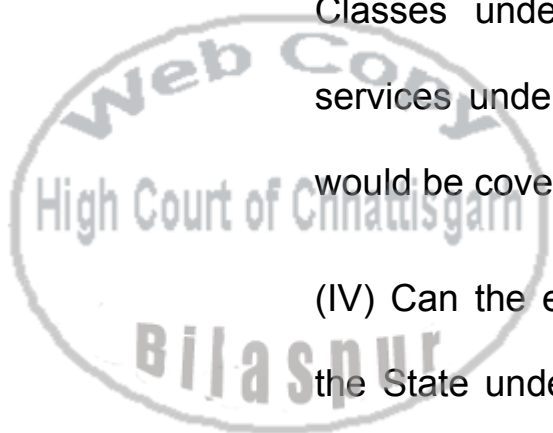 Classes unde
Web Copy
services unde
would be cove
High Court of Chhattisgarh
(IV) Can the e
Bilaspur
the State unde